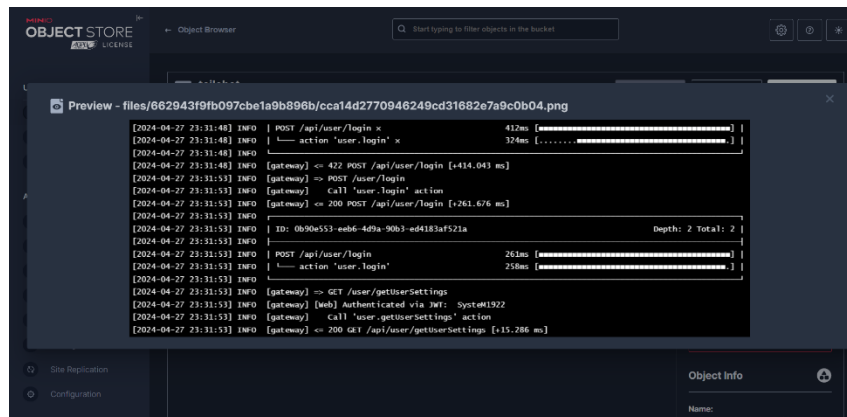 MINIO
OBJECT STORE
LICENSE
← Object Browser
Start typing to filter objects in the bucket
Preview - files/662943f9fb097cbe1a9b896b/cca14d2770946249cd31682e7a9c0b04.png
[2024-04-27 23:31:48] INFO | POST /api/user/login × 412ms
[2024-04-27 23:31:48] INFO | └── action 'user.login' × 324ms
[2024-04-27 23:31:48] INFO
[2024-04-27 23:31:48] INFO [gateway] <= 422 POST /api/user/login [+414.043 ms]
[2024-04-27 23:31:53] INFO [gateway] => POST /user/login
[2024-04-27 23:31:53] INFO [gateway] Call 'user.login' action
[2024-04-27 23:31:53] INFO [gateway] <= 200 POST /api/user/login [+261.676 ms]
[2024-04-27 23:31:53] INFO
[2024-04-27 23:31:53] INFO | ID: 0b90e553-eeb6-4d9a-90b3-ed4183af521a Depth: 2 Total: 2 |
[2024-04-27 23:31:53] INFO
[2024-04-27 23:31:53] INFO | POST /api/user/login 261ms
[2024-04-27 23:31:53] INFO | └── action 'user.login' 258ms
[2024-04-27 23:31:53] INFO
[2024-04-27 23:31:53] INFO [gateway] => GET /user/getUserSettings
[2024-04-27 23:31:53] INFO [gateway] [Web] Authenticated via JWT: SysteM1922
[2024-04-27 23:31:53] INFO [gateway] Call 'user.getUserSettings' action
[2024-04-27 23:31:53] INFO [gateway] <= 200 GET /api/user/getUserSettings [+15.286 ms]
Site Replication
Configuration
Object Info
Name: